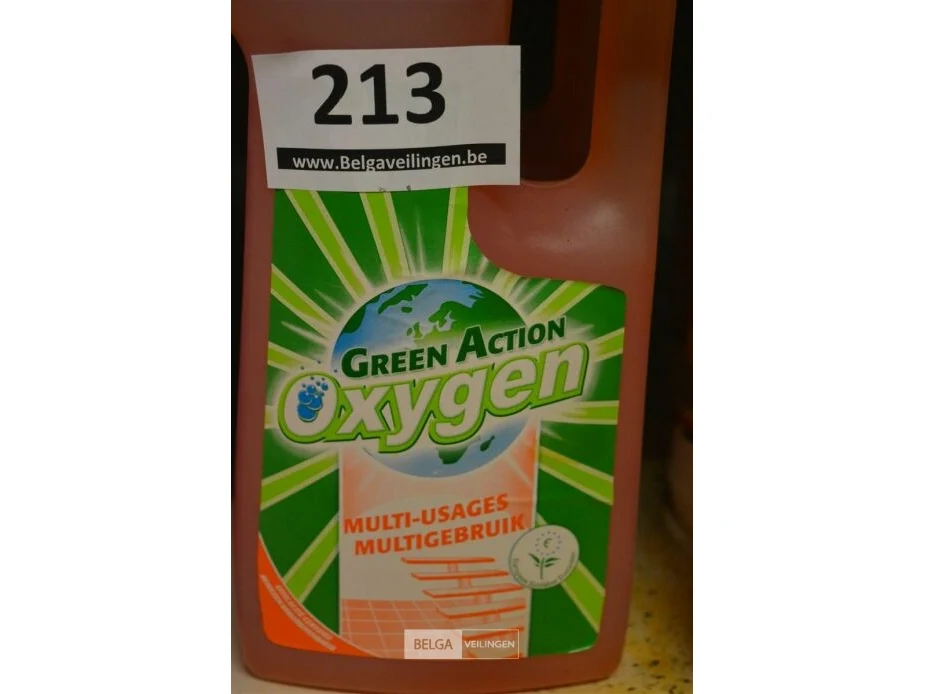 213
www.Belgaveilingen.be
GREEN ACTION
Oxygen
MULTI-USAGES
MULTIGEBRUIK
€
BELGA VEILINGEN